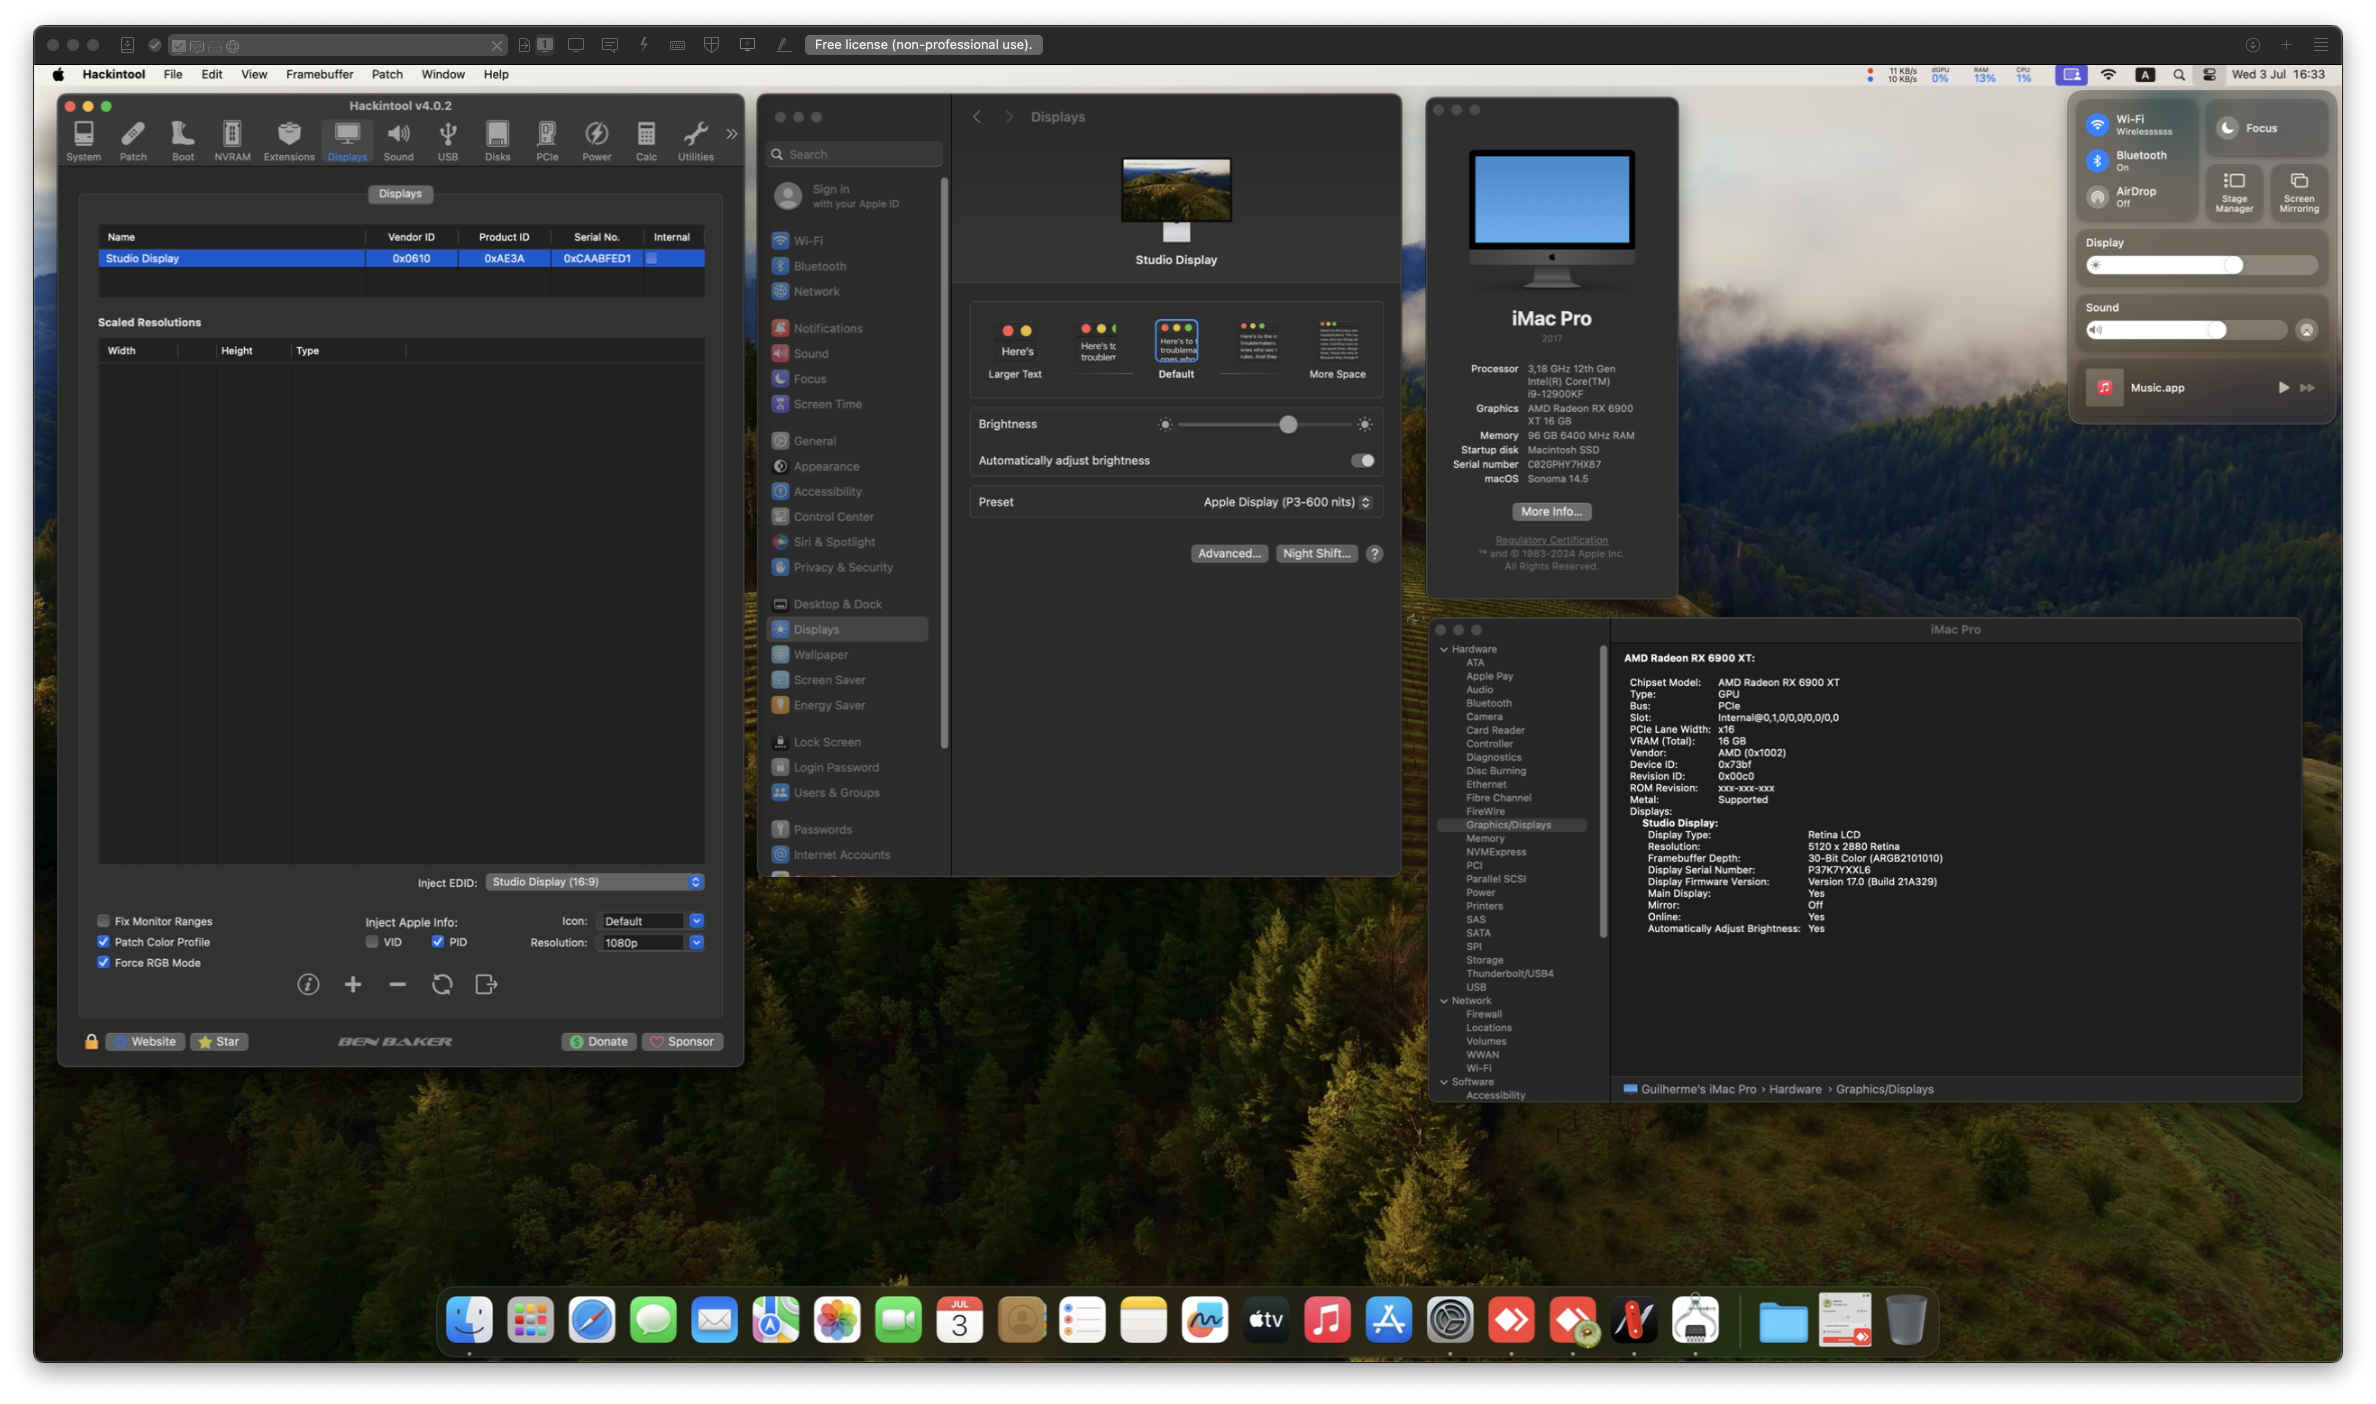 Free license (non-professional use).
Hackintool File Edit View Framebuffer Patch Window Help
11 KB/s
10 KB/s
dGPU
0%
RAM
13%
CPU
1%
A
Wed 3 Jul 16:33
Hackintool v4.0.2
System Patch Boot NVRAM Extensions Displays Sound USB Disks PCIe Power Calc Utilities
Displays
Name Vendor ID Product ID Serial No. Internal
Studio Display 0x0610 0xAE3A 0xCAABFED1
Scaled Resolutions
Width Height Type
Inject EDID: Studio Display (16:9)
Fix Monitor Ranges
Patch Color Profile
Force RGB Mode
Inject Apple Info:
VID PID
Icon: Default
Resolution: 1080p
Website Star BEN BAKER Donate Sponsor
Search
Sign in
with your Apple ID
Wi-Fi
Bluetooth
Network
Notifications
Sound
Focus
Screen Time
General
Appearance
Accessibility
Control Center
Siri & Spotlight
Privacy & Security
Desktop & Dock
Displays
Wallpaper
Screen Saver
Energy Saver
Lock Screen
Login Password
Users & Groups
Passwords
Internet Accounts
Displays
Studio Display
Here's
Here's to
troublem
Here's to t
troublema
ones who
Larger Text Default More Space
Brightness
Automatically adjust brightness
Preset Apple Display (P3-600 nits)
Advanced... Night Shift... ?
iMac Pro
2017
Processor 3,18 GHz 12th Gen
Intel(R) Core(TM)
i9-12900KF
Graphics AMD Radeon RX 6900
XT 16 GB
Memory 96 GB 6400 MHz RAM
Startup disk Macintosh SSD
Serial number C02GPHY7HX87
macOS Sonoma 14.5
More Info...
Regulatory Certification
™ and © 1983-2024 Apple Inc.
All Rights Reserved.
Wi-Fi
Wirelessssss
Bluetooth
On
AirDrop
Off
Focus
Stage
Manager
Screen
Mirroring
Display
Sound
Music.app
iMac Pro
Hardware
ATA
Apple Pay
Audio
Bluetooth
Camera
Card Reader
Controller
Diagnostics
Disc Burning
Ethernet
Fibre Channel
FireWire
Graphics/Displays
Memory
NVMExpress
PCI
Parallel SCSI
Power
Printers
SAS
SATA
SPI
Storage
Thunderbolt/USB4
USB
Network
Firewall
Locations
Volumes
WWAN
Wi-Fi
Software
Accessibility
AMD Radeon RX 6900 XT:
Chipset Model: AMD Radeon RX 6900 XT
Type: GPU
Bus: PCIe
Slot: Internal@0,1,0/0,0/0,0/0,0
PCIe Lane Width: x16
VRAM (Total): 16 GB
Vendor: AMD (0x1002)
Device ID: 0x73bf
Revision ID: 0x00c0
ROM Revision: xxx-xxx-xxx
Metal: Supported
Displays:
Studio Display:
Display Type: Retina LCD
Resolution: 5120 x 2880 Retina
Framebuffer Depth: 30-Bit Color (ARGB2101010)
Display Serial Number: P37K7YXXL6
Display Firmware Version: Version 17.0 (Build 21A329)
Main Display: Yes
Mirror: Off
Online: Yes
Automatically Adjust Brightness: Yes
Guilherme's iMac Pro › Hardware › Graphics/Displays
JUL
3
tv